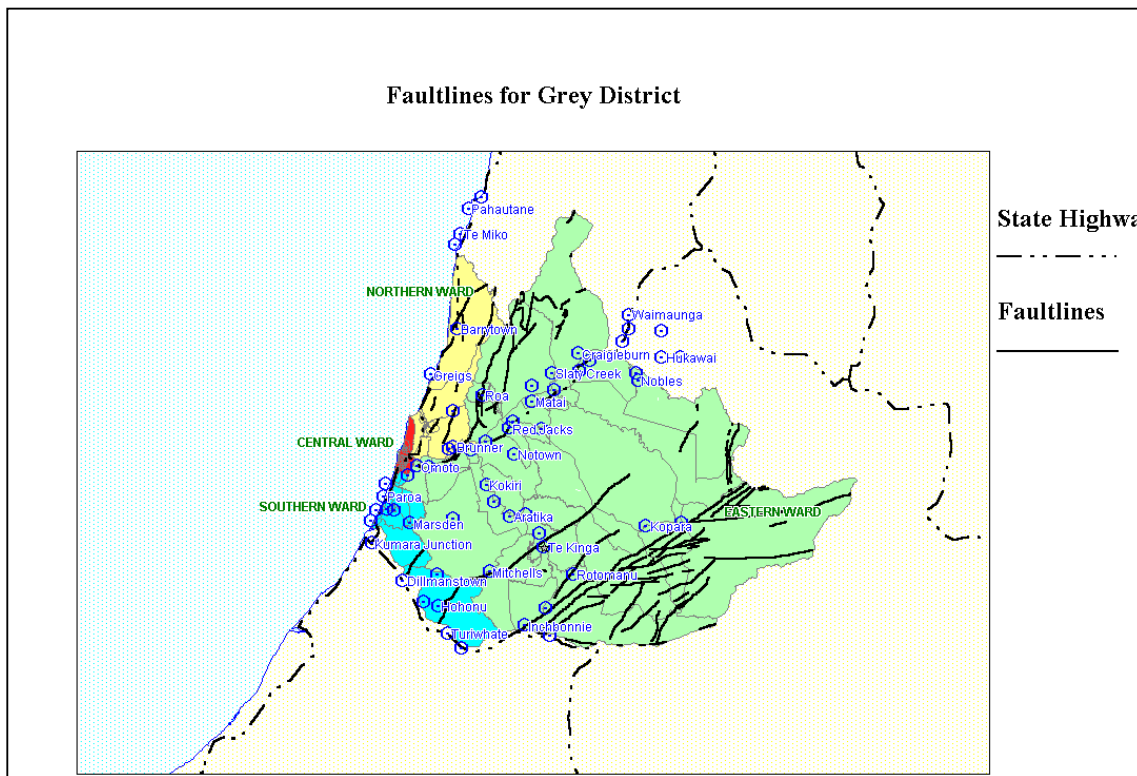 Faultlines for Grey District
State Highwa
Faultlines
Pahautane
Te Miko
NORTHERN WARD
Waimaunga
Barrytown
Craigieburn
Hukawai
Greigs
Slaty Creek
Nobles
Roa
Matai
Red Jacks
CENTRAL WARD
Brunner
Notown
Omoto
Kokiri
Paroa
SOUTHERN WARD
EASTERN WARD
Marsden
Aratika
Kopara
Kumara Junction
Te Kinga
Mitchell's
Rotomanu
Dillmanstown
Hohonu
Inchbonnie
Turiwhate